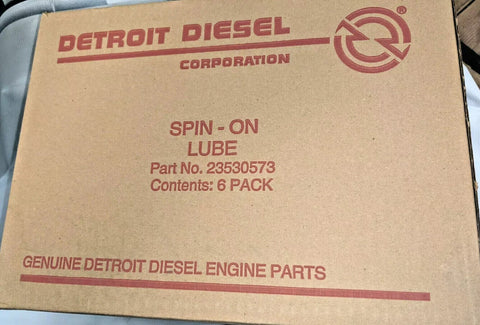 DETROIT DIESEL
®
CORPORATION
SPIN - ON
LUBE
Part No. 23530573
Contents: 6 PACK
GENUINE DETROIT DIESEL ENGINE PARTS